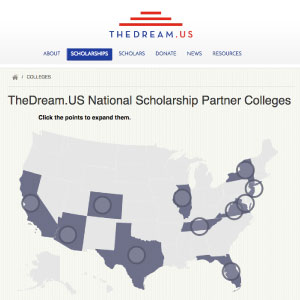 THEDREAM.US
ABOUT SCHOLARSHIPS SCHOLARS DONATE NEWS RESOURCES
/ COLLEGES
TheDream.US National Scholarship Partner Colleges
Click the points to expand them.